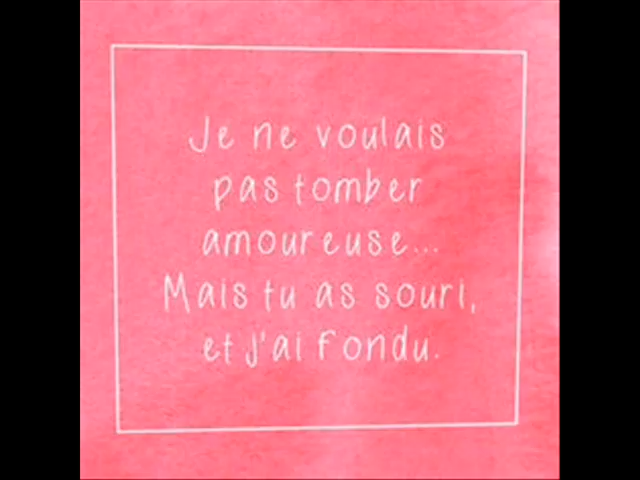 Je ne voulais
pas tomber
amoureuse...
Mais tu as souri,
et j'ai fondu.